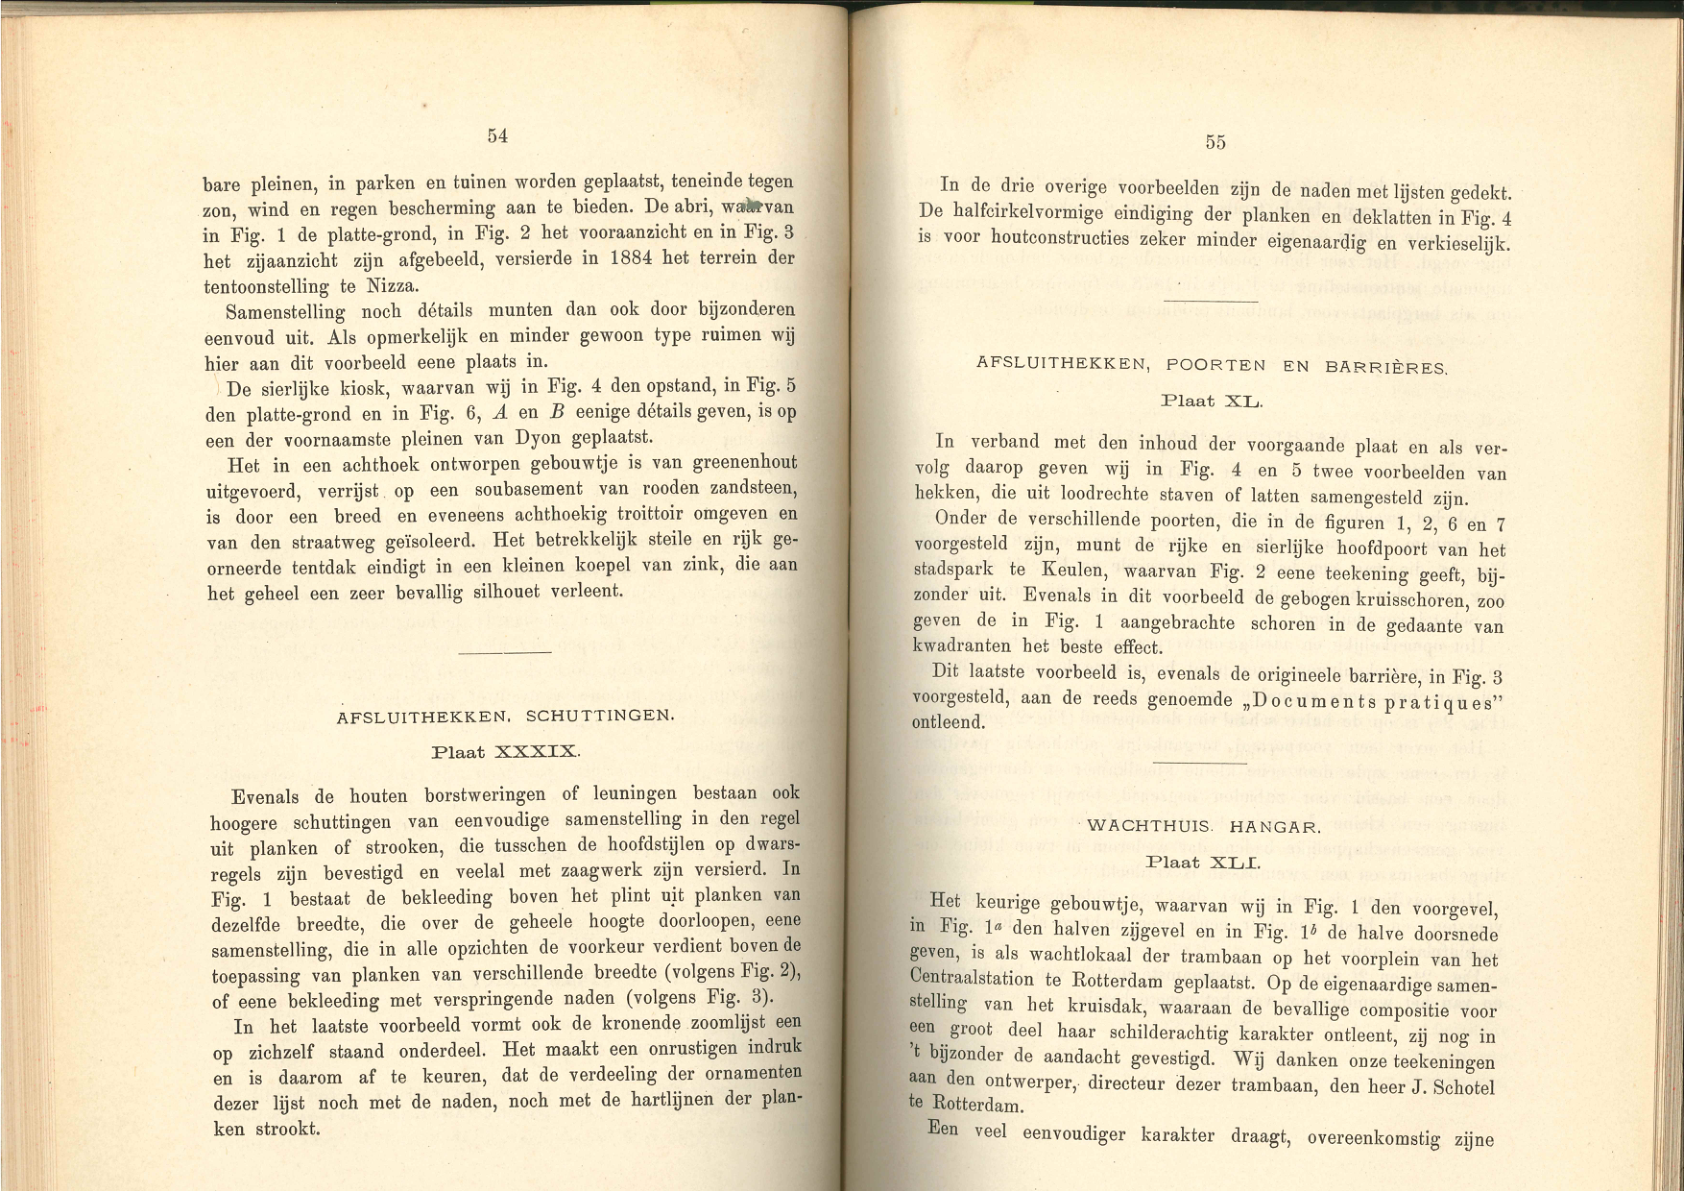 54
bare pleinen, in parken en tuinen worden geplaatst, teneinde tegen
zon, wind en regen bescherming aan te bieden. De abri, waarvan
in Fig. 1 de platte-grond, in Fig. 2 het vooraanzicht en in Fig. 3
het zijaanzicht zijn afgebeeld, versierde in 1884 het terrein der
tentoonstelling te Nizza.
Samenstelling noch détails munten dan ook door bijzonderen
eenvoud uit. Als opmerkelijk en minder gewoon type ruimen wij
hier aan dit voorbeeld eene plaats in.
De sierlijke kiosk, waarvan wij in Fig. 4 den opstand, in Fig. 5
den platte-grond en in Fig. 6, A en B eenige détails geven, is op
een der voornaamste pleinen van Dyon geplaatst.
Het in een achthoek ontworpen gebouwtje is van greenenhout
uitgevoerd, verrijst op een soubasement van rooden zandsteen,
is door een breed en eveneens achthoekig troittoir omgeven en
van den straatweg geïsoleerd. Het betrekkelijk steile en rijk ge-
orneerde tentdak eindigt in een kleinen koepel van zink, die aan
het geheel een zeer bevallig silhouet verleent.
AFSLUITHEKKEN. SCHUTTINGEN.
Plaat XXXIX.
Evenals de houten borstweringen of leuningen bestaan ook
hoogere schuttingen van eenvoudige samenstelling in den regel
uit planken of strooken, die tusschen de hoofdstijlen op dwars-
regels zijn bevestigd en veelal met zaagwerk zijn versierd. In
Fig. 1 bestaat de bekleeding boven het plint uit planken van
dezelfde breedte, die over de geheele hoogte doorloopen, eene
samenstelling, die in alle opzichten de voorkeur verdient boven de
toepassing van planken van verschillende breedte (volgens Fig. 2),
of eene bekleeding met verspringende naden (volgens Fig. 3).
In het laatste voorbeeld vormt ook de kronende zoomlijst een
op zichzelf staand onderdeel. Het maakt een onrustigen indruk
en is daarom af te keuren, dat de verdeeling der ornamenten
dezer lijst noch met de naden, noch met de hartlijnen der plan-
ken strookt.
55
In de drie overige voorbeelden zijn de naden met lijsten gedekt.
De halfcirkelvormige eindiging der planken en deklatten in Fig. 4
is voor houtconstructies zeker minder eigenaardig en verkieselijk.
AFSLUITHEKKEN, POORTEN EN BARRIÈRES.
Plaat XL.
In verband met den inhoud der voorgaande plaat en als ver-
volg daarop geven wij in Fig. 4 en 5 twee voorbeelden van
hekken, die uit loodrechte staven of latten samengesteld zijn.
Onder de verschillende poorten, die in de figuren 1, 2, 6 en 7
voorgesteld zijn, munt de rijke en sierlijke hoofdpoort van het
stadspark te Keulen, waarvan Fig. 2 eene teekening geeft, bij-
zonder uit. Evenals in dit voorbeeld de gebogen kruisschoren, zoo
geven de in Fig. 1 aangebrachte schoren in de gedaante van
kwadranten het beste effect.
Dit laatste voorbeeld is, evenals de origineele barrière, in Fig. 3
voorgesteld, aan de reeds genoemde „Documents pratiques”
ontleend.
WACHTHUIS. HANGAR.
Plaat XLI.
Het keurige gebouwtje, waarvan wij in Fig. 1 den voorgevel,
in Fig. 1a den halven zijgevel en in Fig. 1b de halve doorsnede
geven, is als wachtlokaal der trambaan op het voorplein van het
Centraalstation te Rotterdam geplaatst. Op de eigenaardige samen-
stelling van het kruisdak, waaraan de bevallige compositie voor
een groot deel haar schilderachtig karakter ontleent, zij nog in
't bijzonder de aandacht gevestigd. Wij danken onze teekeningen
aan den ontwerper, directeur dezer trambaan, den heer J. Schotel
te Rotterdam.
Een veel eenvoudiger karakter draagt, overeenkomstig zijne